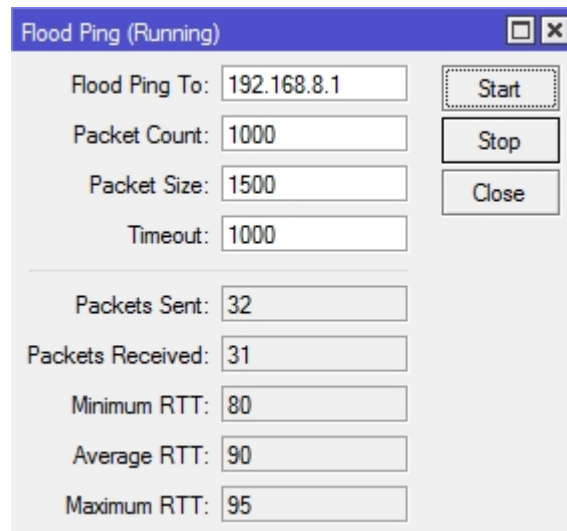 Flood Ping (Running)
Flood Ping To: 192.168.8.1
Start
Packet Count: 1000
Stop
Packet Size: 1500
Close
Timeout: 1000
Packets Sent: 32
Packets Received: 31
Minimum RTT: 80
Average RTT: 90
Maximum RTT: 95